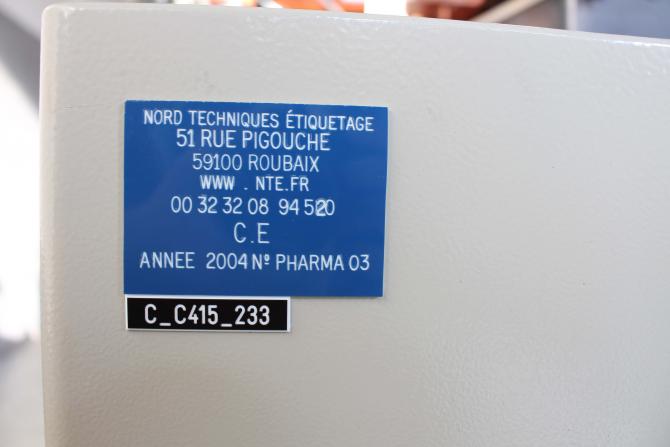 NORD TECHNIQUES ÉTIQUETAGE
51 RUE PIGOUCHE
59100 ROUBAIX
WWW . NTE.FR
00 32 32 08 94
C.E
ANNEE 2004 Nº PHARMA 03
C_C415_233